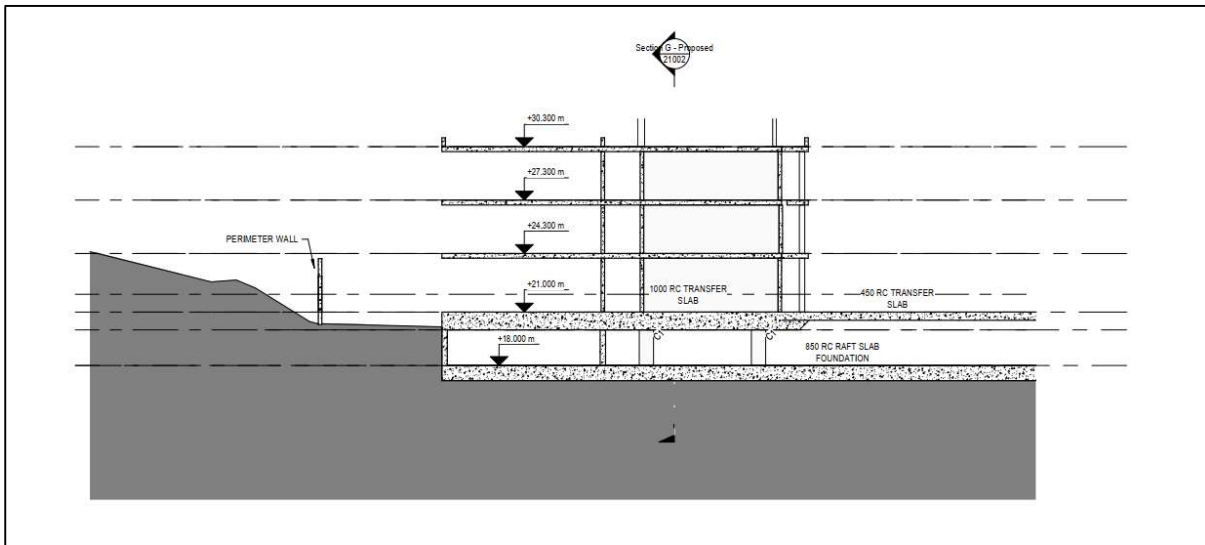 Section G - Proposed
21002
+30.300 m
+27.300 m
+24.300 m
PERIMETER WALL
+21.000 m
1000 RC TRANSFER
SLAB
450 RC TRANSFER
SLAB
+18.000 m
850 RC RAFT SLAB
FOUNDATION